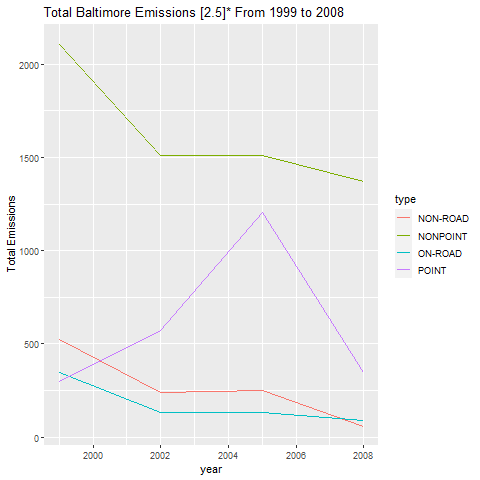 Total Baltimore Emissions [2.5]* From 1999 to 2008
Total Emissions
2000
1500
1000
500
0
2000
2002
2004
2006
2008
year
type
NON-ROAD
NONPOINT
ON-ROAD
POINT